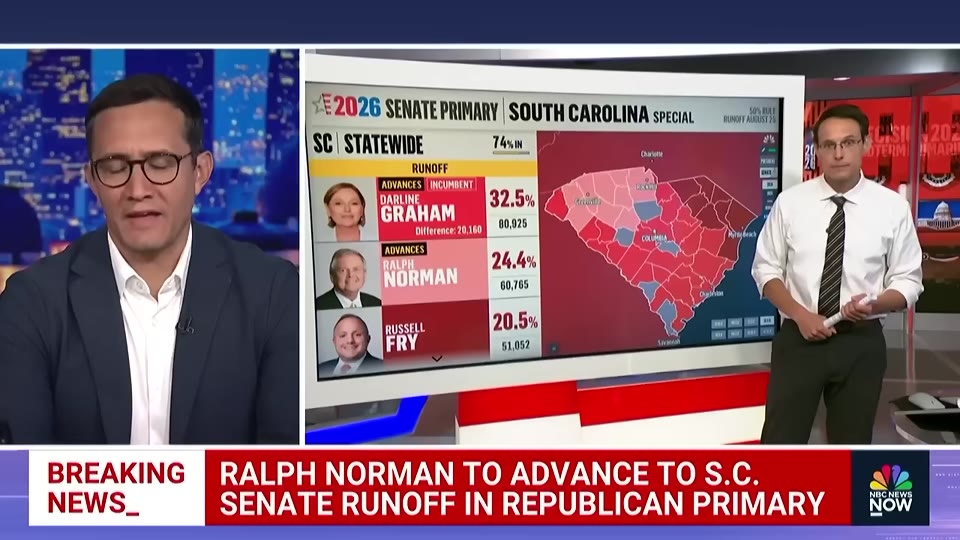 2026 SENATE PRIMARY | SOUTH CAROLINA SPECIAL
50% RULE
RUNOFF AUGUST 25
SC | STATEWIDE
74% IN
RUNOFF
ADVANCES INCUMBENT
DARLINE
GRAHAM
Difference: 20,160
32.5%
80,925
ADVANCES
RALPH
NORMAN
24.4%
60,765
RUSSELL
FRY
20.5%
51,052
Charlotte
Greenville
COLUMBIA
Myrtle Beach
Charleston
Savannah
BREAKING
NEWS_
RALPH NORMAN TO ADVANCE TO S.C.
SENATE RUNOFF IN REPUBLICAN PRIMARY
NBC NEWS
NOW